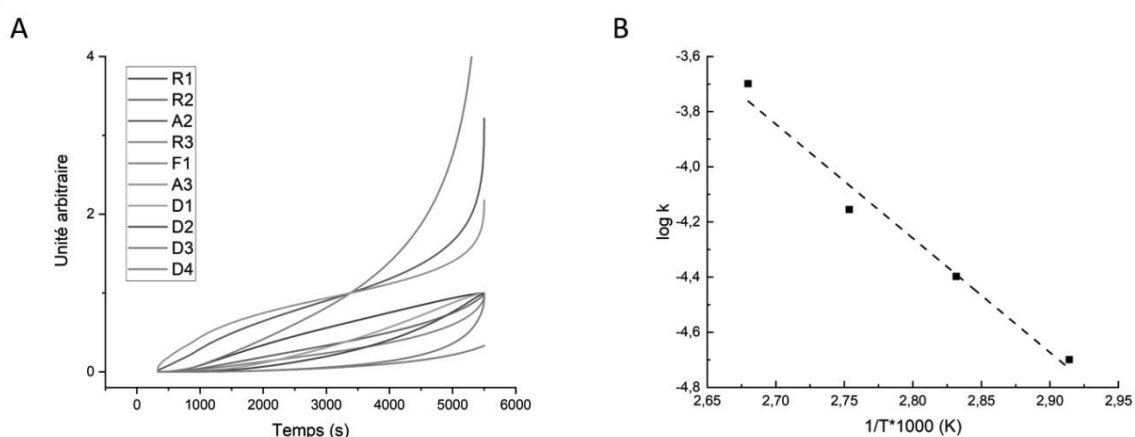 A
Unité arbitraire
4
2
0
R1
R2
A2
R3
F1
A3
D1
D2
D3
D4
0 1000 2000 3000 4000 5000 6000
Temps (s)
B
log k
-3,6
-3,8
-4,0
-4,2
-4,4
-4,6
-4,8
2,65 2,70 2,75 2,80 2,85 2,90 2,95
1/T*1000 (K)